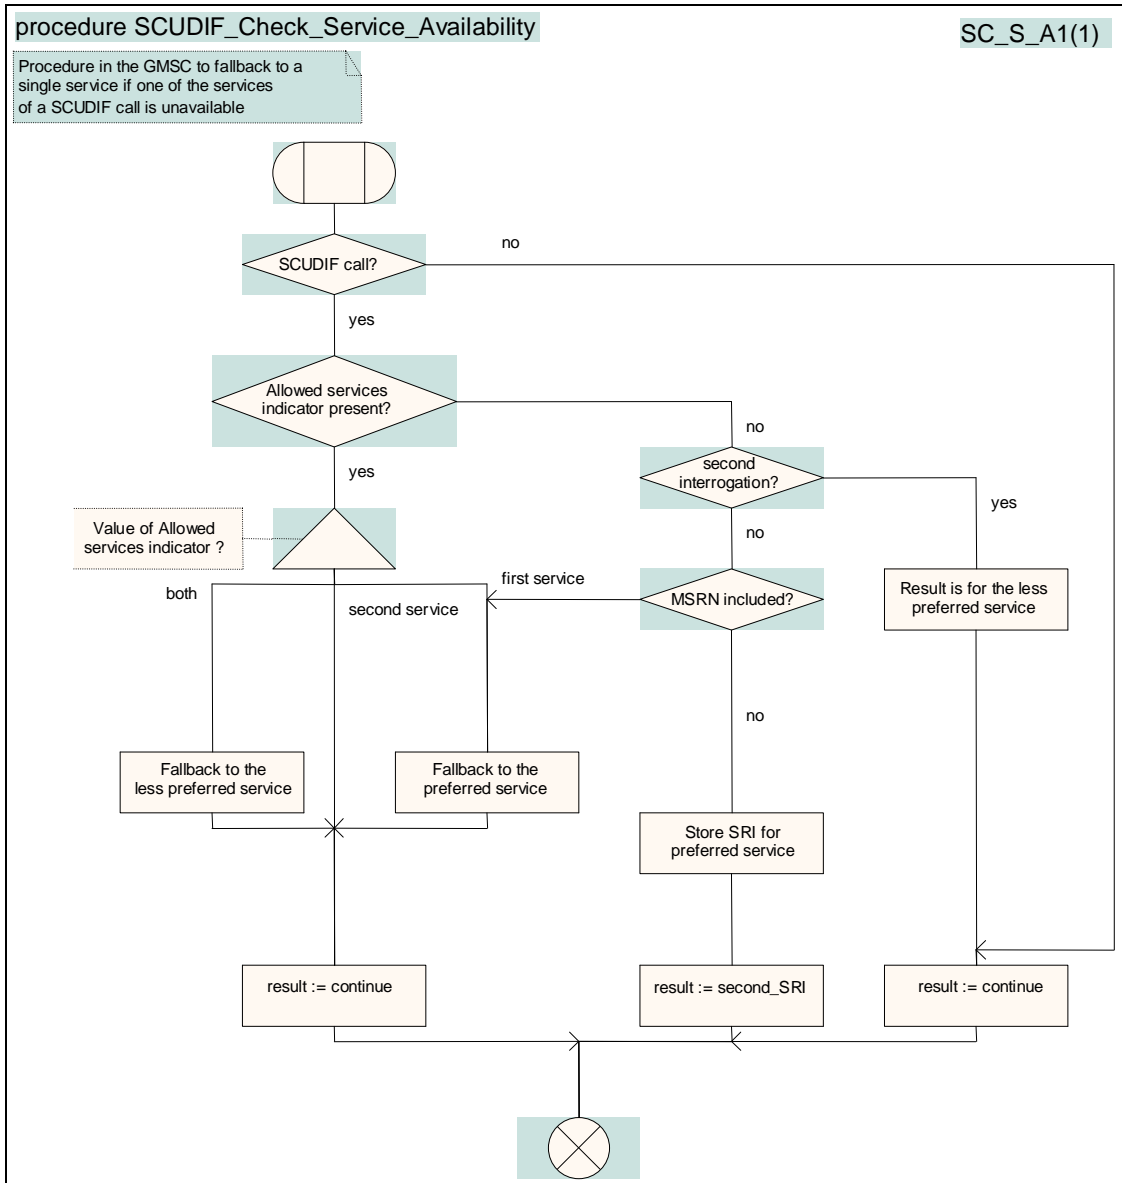 procedure SCUDIF_Check_Service_Availability
SC_S_A1(1)
Procedure in the GMSC to fallback to a
single service if one of the services
of a SCUDIF call is unavailable
no
SCUDIF call?
yes
Allowed services
indicator present?
no
yes
second
interrogation?
yes
Value of Allowed
services indicator ?
no
first service
both
second service
MSRN included?
Result is for the less
preferred service
no
Fallback to the
less preferred service
Fallback to the
preferred service
Store SRI for
preferred service
result := continue
result := second_SRI
result := continue